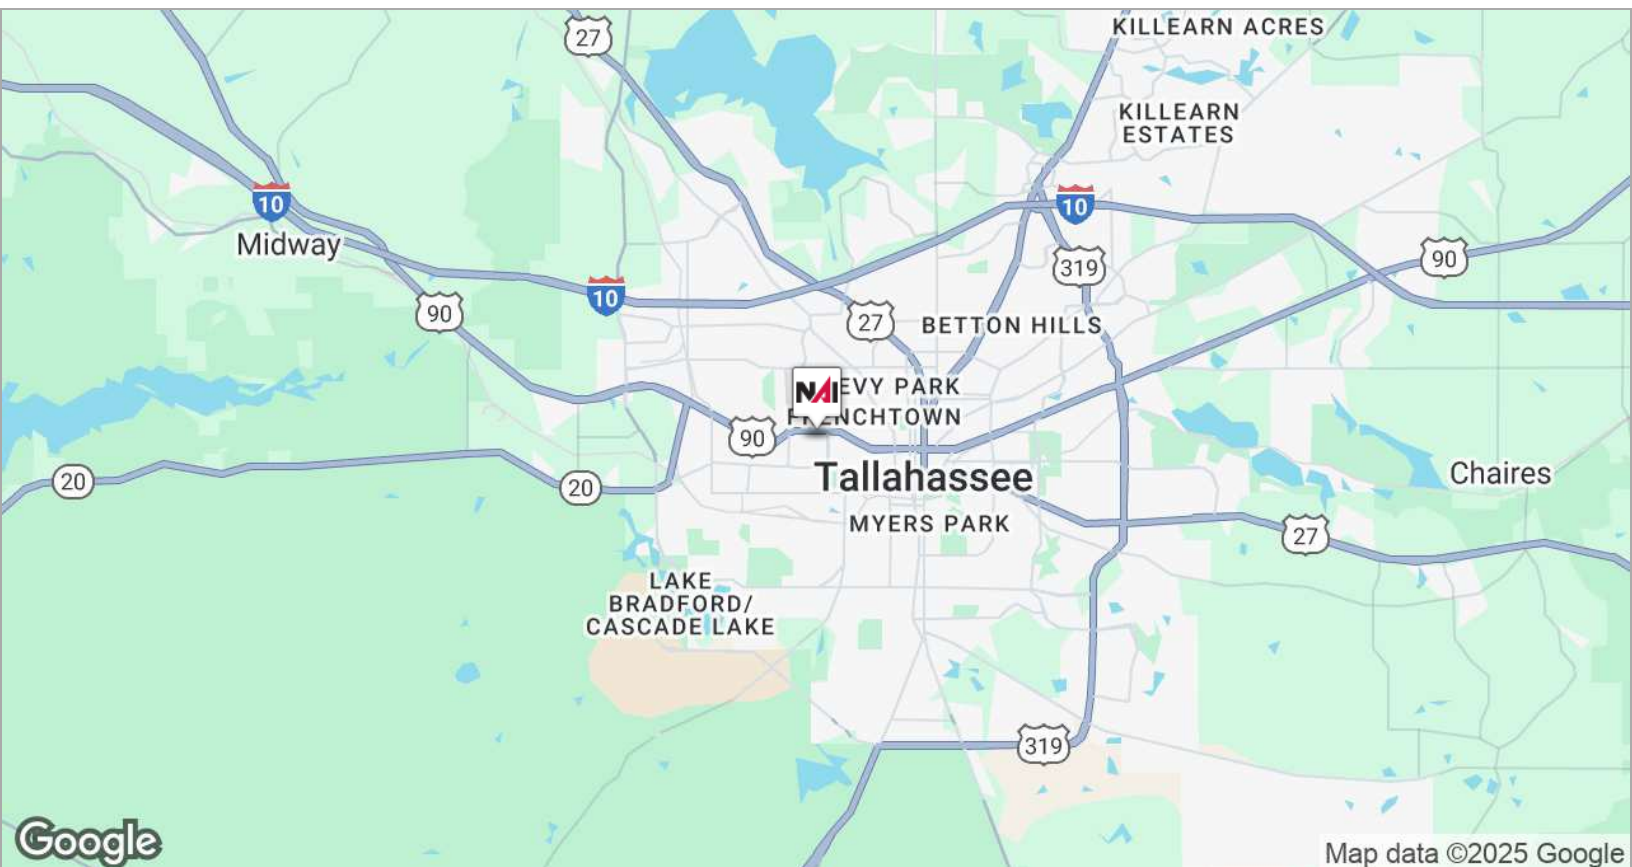 27
KILLEARN ACRES
KILLEARN
ESTATES
10
10
Midway
319
90
10
90
27
BETTON HILLS
NAI
EVY PARK
FRENCHTOWN
90
20
20
Tallahassee
Chaires
MYERS PARK
27
LAKE
BRADFORD/
CASCADE LAKE
319
Google
Map data ©2025 Google